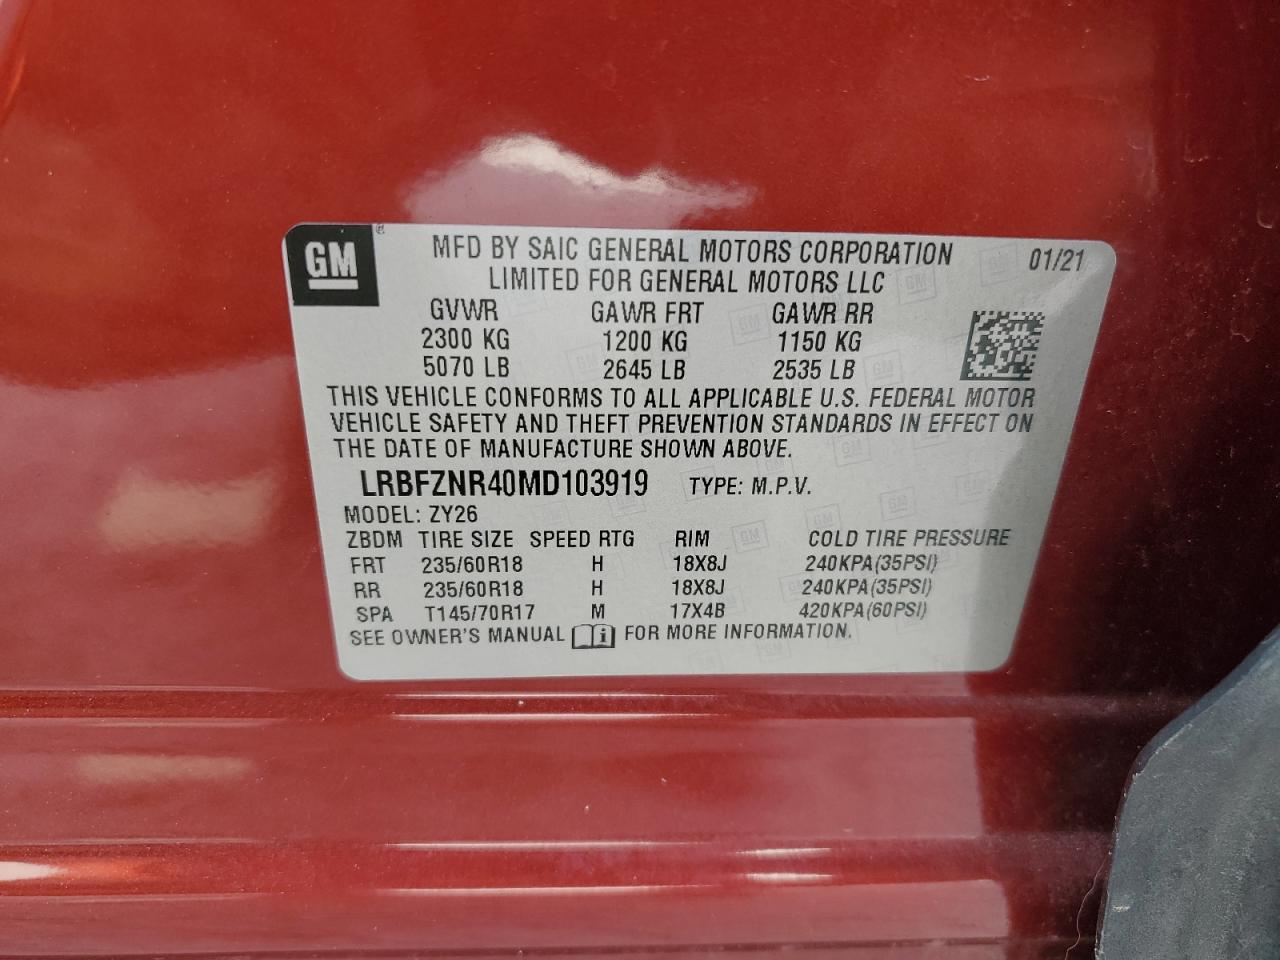 GM ® MFD BY SAIC GENERAL MOTORS CORPORATION 01/21
LIMITED FOR GENERAL MOTORS LLC
GVWR GAWR FRT GAWR RR
2300 KG 1200 KG 1150 KG
5070 LB 2645 LB 2535 LB
THIS VEHICLE CONFORMS TO ALL APPLICABLE U.S. FEDERAL MOTOR
VEHICLE SAFETY AND THEFT PREVENTION STANDARDS IN EFFECT ON
THE DATE OF MANUFACTURE SHOWN ABOVE.
LRBFZNR40MD103919 TYPE: M.P.V.
MODEL: ZY26
ZBDM TIRE SIZE SPEED RTG RIM COLD TIRE PRESSURE
FRT 235/60R18 H 18X8J 240KPA(35PSI)
RR 235/60R18 H 18X8J 240KPA(35PSI)
SPA T145/70R17 M 17X4B 420KPA(60PSI)
SEE OWNER'S MANUAL FOR MORE INFORMATION.